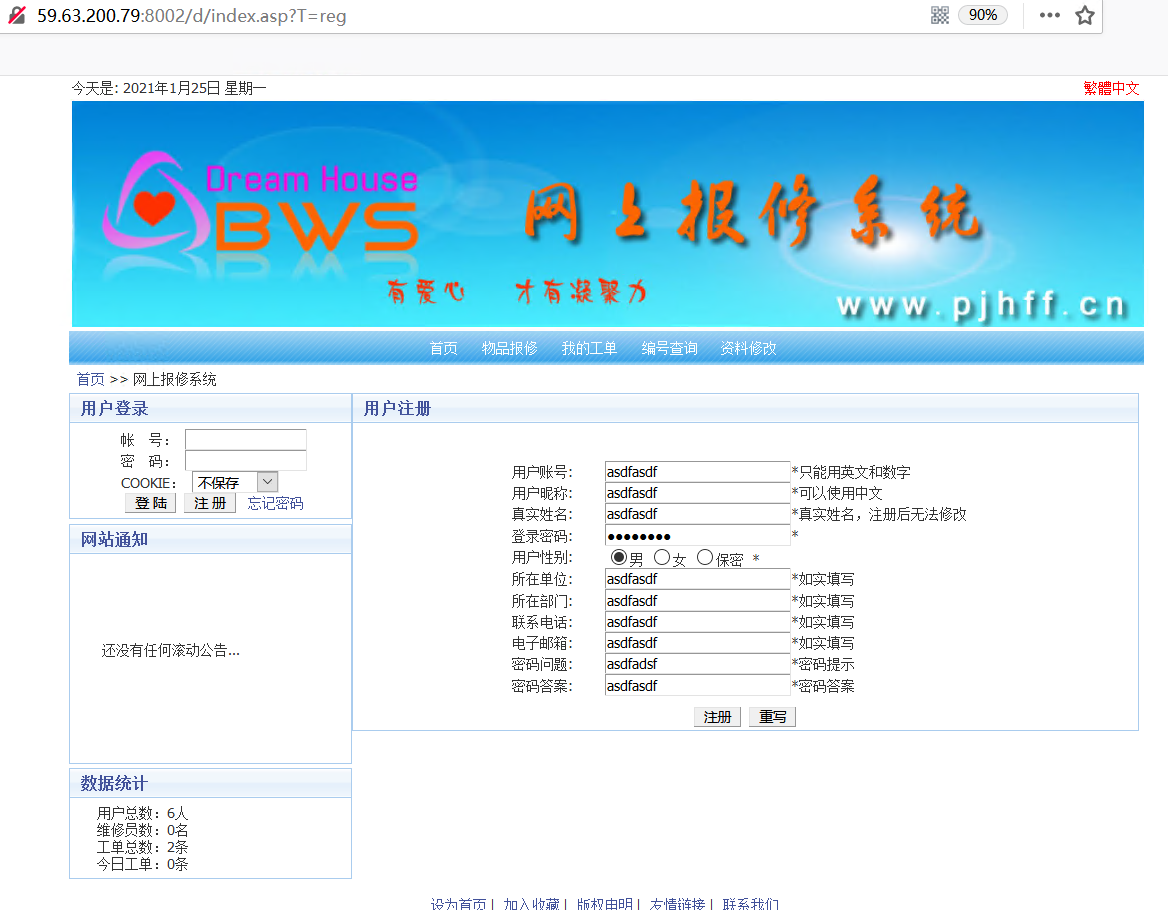 59.63.200.79:8002/d/index.asp?T=reg 90%
今天是: 2021年1月25日 星期一 繁體中文
Dream House
BWS
网上报修系统
有爱心 才有凝聚力
www.pjhff.cn
首页 物品报修 我的工单 编号查询 资料修改
首页 >> 网上报修系统
用户登录
帐 号：
密 码：
COOKIE： 不保存
登 陆 注 册 忘记密码
网站通知
还没有任何滚动公告...
数据统计
用户总数：6人
维修员数：0名
工单总数：2条
今日工单：0条
用户注册
用户账号: asdfasdf *只能用英文和数字
用户昵称: asdfasdf *可以使用中文
真实姓名: asdfasdf *真实姓名，注册后无法修改
登录密码: ●●●●●●●● *
用户性别: 男 女 保密 *
所在单位: asdfasdf *如实填写
所在部门: asdfasdf *如实填写
联系电话: asdfasdf *如实填写
电子邮箱: asdfasdf *如实填写
密码问题: asdfadsf *密码提示
密码答案: asdfasdf *密码答案
注册 重写
设为首页 | 加入收藏 | 版权申明 | 友情链接 | 联系我们